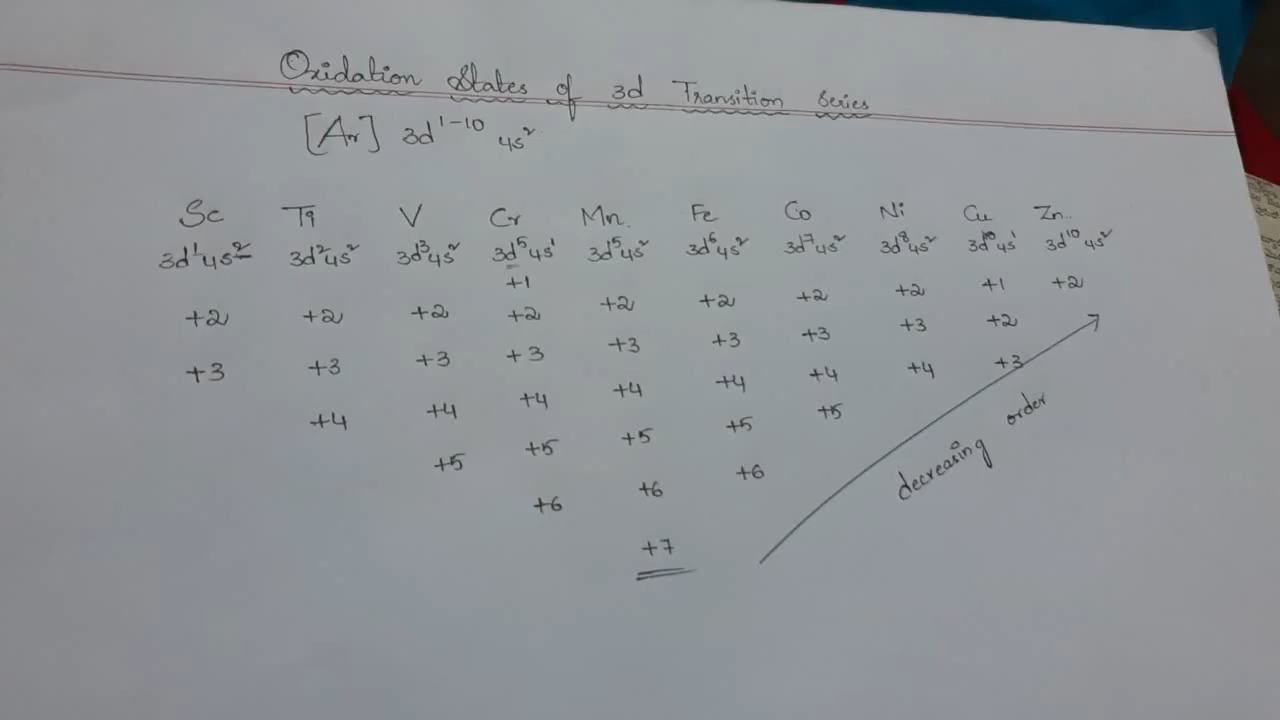 Oxidation States of 3d Transition Series
[Ar] 3d¹⁻¹⁰ 4s²
Sc Ti V Cr Mn. Fe Co Ni Cu Zn..
3d¹4s² 3d²4s² 3d³4s² 3d⁵4s¹ 3d⁵4s² 3d⁶4s² 3d⁷4s² 3d⁸4s² 3d¹⁰4s¹ 3d¹⁰4s²
+1
+2 +2 +2 +2 +2 +2 +2 +2 +1 +2
+3 +3 +3 +3 +3 +3 +3 +3 +2
+4 +4 +4 +4 +4 +4 +4 +3
+5 +5 +5 +5 +5
+6 +6 +6
+7
decreasing order